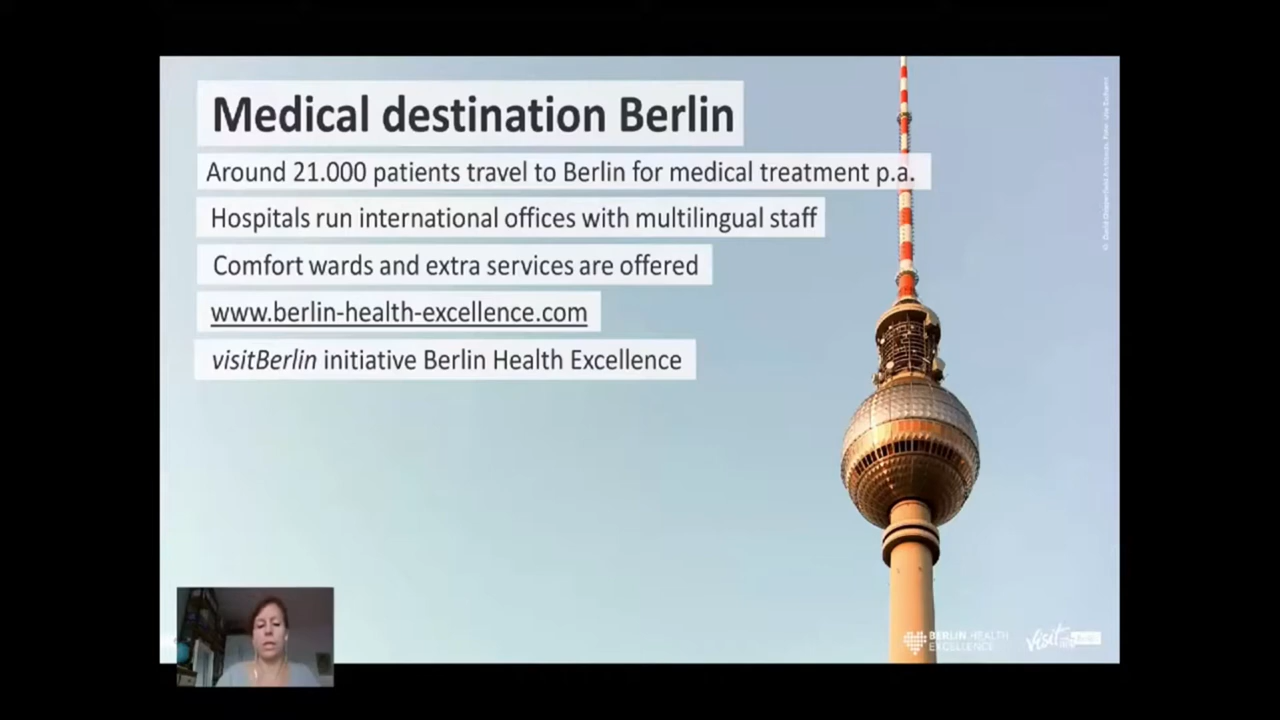 Medical destination Berlin
Around 21.000 patients travel to Berlin for medical treatment p.a.
Hospitals run international offices with multilingual staff
Comfort wards and extra services are offered
www.berlin-health-excellence.com
visitBerlin initiative Berlin Health Excellence
BERLIN HEALTH
EXCELLENCE
visit
Berlin